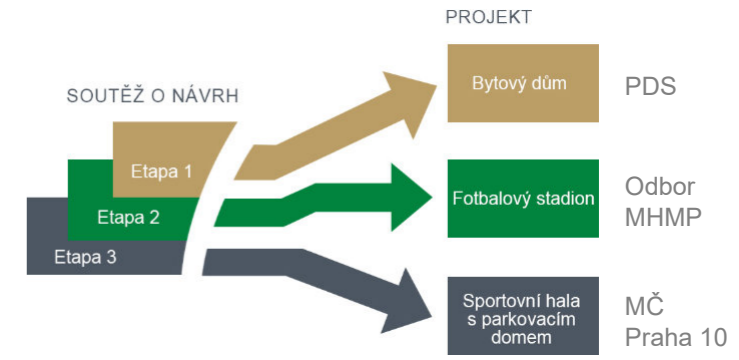 PROJEKT
SOUTĚŽ O NÁVRH
Bytový dům
PDS
Etapa 1
Etapa 2
Etapa 3
Fotbalový stadion
Odbor
MHMP
Sportovní hala
s parkovacím
domem
MČ
Praha 10